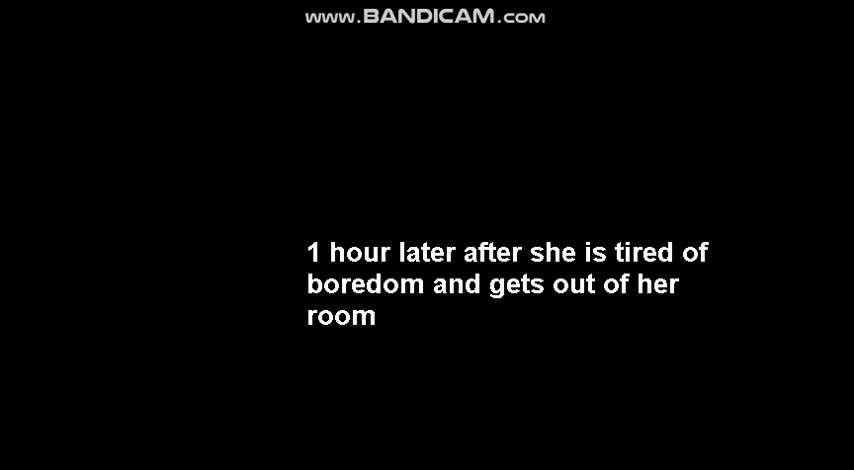 www.BANDICAM.com
1 hour later after she is tired of
boredom and gets out of her
room